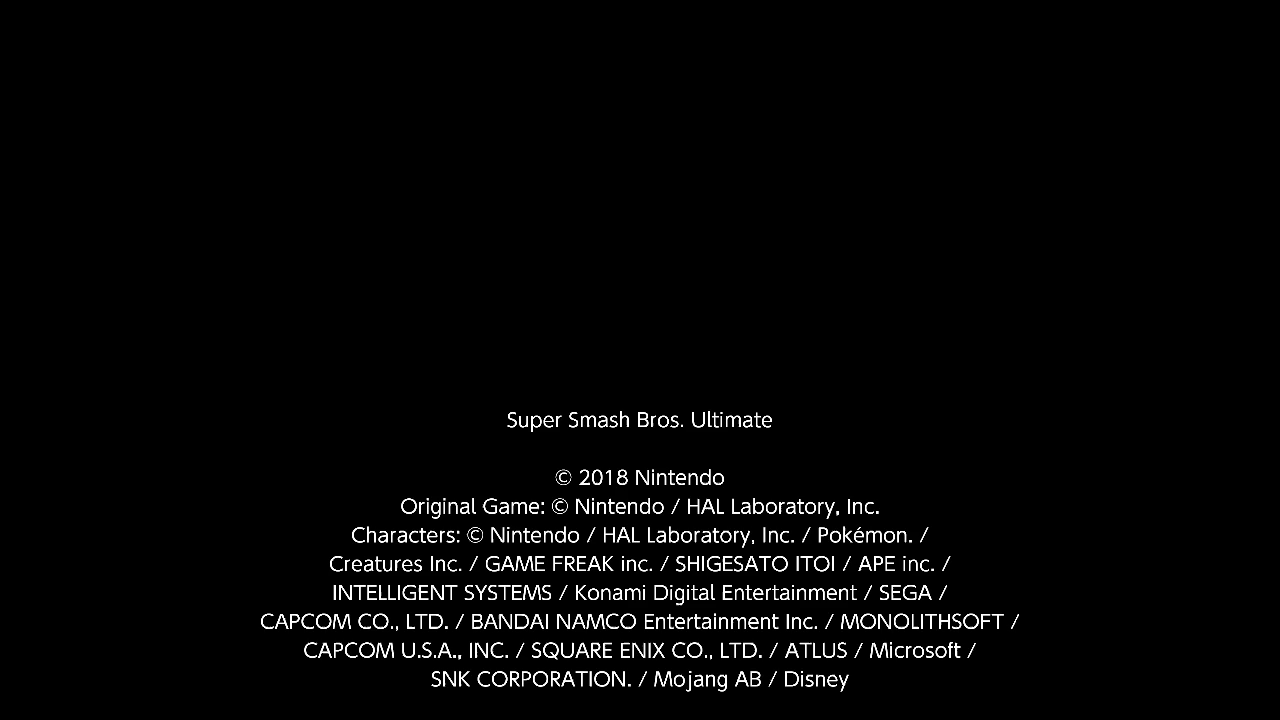 Super Smash Bros. Ultimate
© 2018 Nintendo
Original Game: © Nintendo / HAL Laboratory, Inc.
Characters: © Nintendo / HAL Laboratory, Inc. / Pokémon. /
Creatures Inc. / GAME FREAK inc. / SHIGESATO ITOI / APE inc. /
INTELLIGENT SYSTEMS / Konami Digital Entertainment / SEGA /
CAPCOM CO., LTD. / BANDAI NAMCO Entertainment Inc. / MONOLITHSOFT /
CAPCOM U.S.A., INC. / SQUARE ENIX CO., LTD. / ATLUS / Microsoft /
SNK CORPORATION. / Mojang AB / Disney